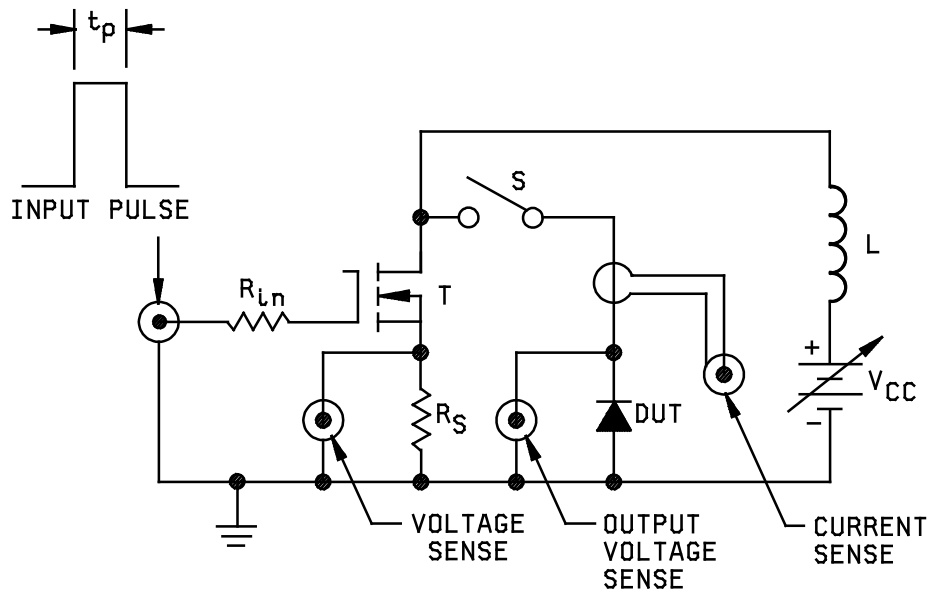 tp
INPUT PULSE
S
L
Rin
T
+
VCC
-
RS
DUT
VOLTAGE
SENSE
OUTPUT
VOLTAGE
SENSE
CURRENT
SENSE